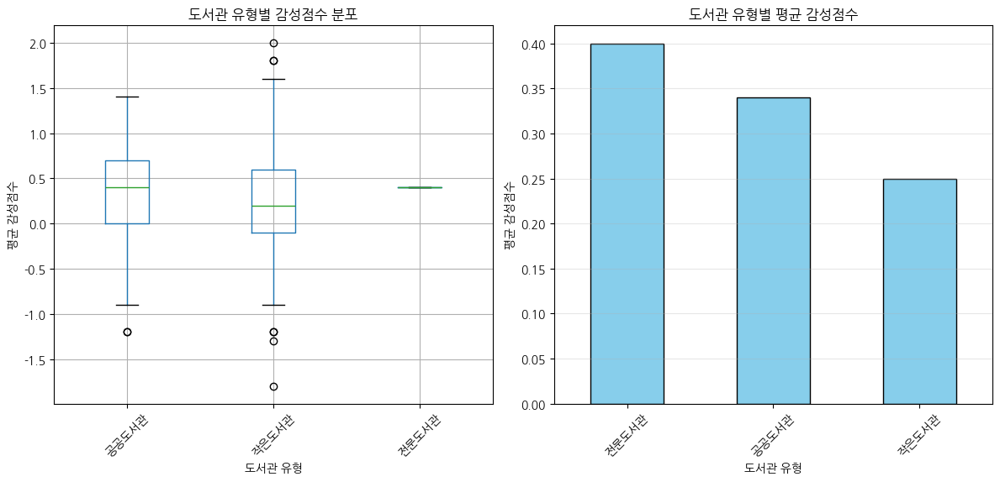 도서관 유형별 감성점수 분포
평균 감성점수
2.0
1.5
1.0
0.5
0.0
-0.5
-1.0
-1.5
공공도서관
작은도서관
전문도서관
도서관 유형
도서관 유형별 평균 감성점수
평균 감성점수
0.40
0.35
0.30
0.25
0.20
0.15
0.10
0.05
0.00
전문도서관
공공도서관
작은도서관
도서관 유형